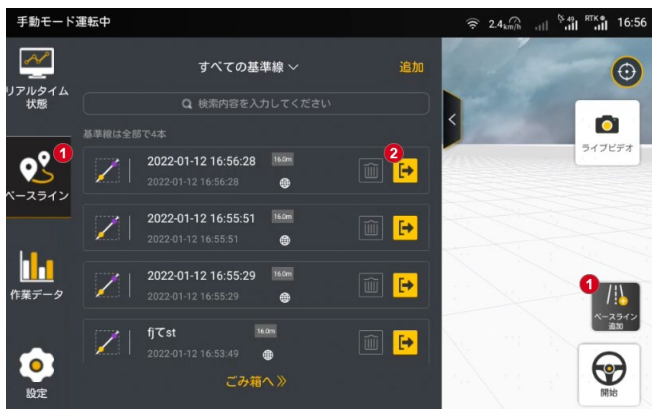 手動モード運転中
2.4km/h
49
RTK
16:56
リアルタイム
状態
1
ベースライン
作業データ
設定
すべての基準線
追加
検索内容を入力してください
基準線は全部で4本
2
2022-01-12 16:56:28 16.0m
2022-01-12 16:56:28
2022-01-12 16:55:51 16.0m
2022-01-12 16:55:51
2022-01-12 16:55:29 16.0m
2022-01-12 16:55:29
fjてst 16.0m
2022-01-12 16:53:49
ごみ箱へ》
ライブビデオ
1
ベースライン
追加
開始